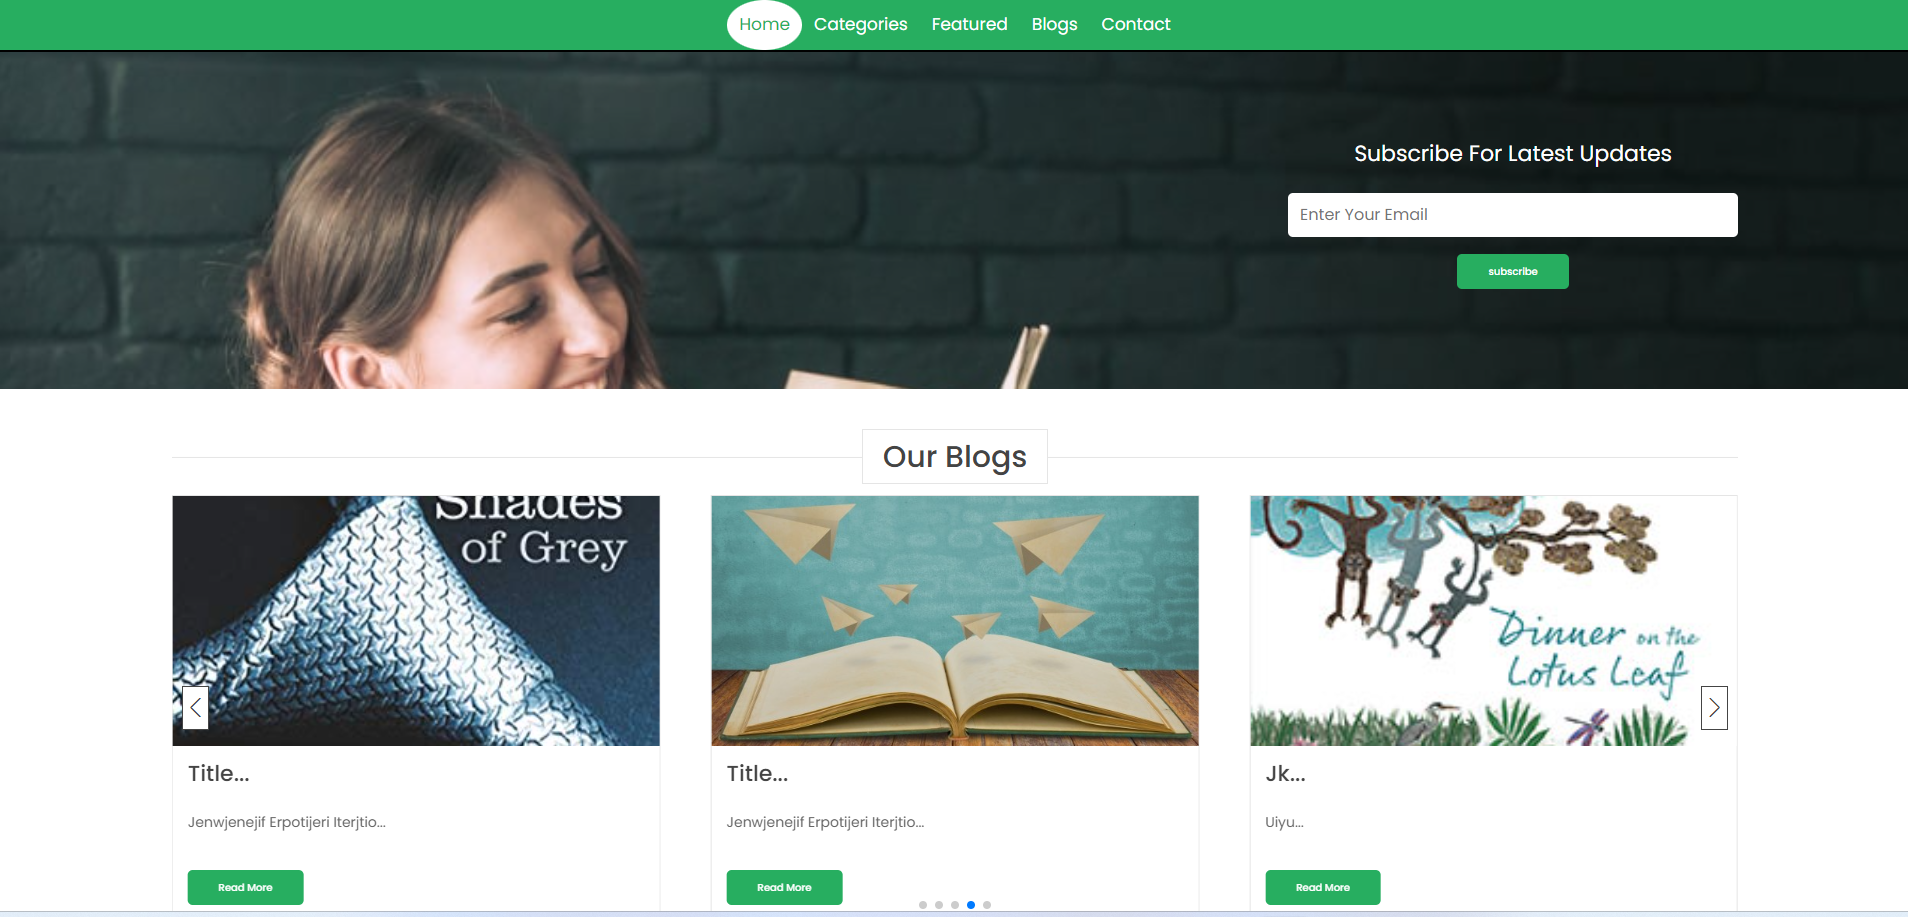 Home Categories Featured Blogs Contact
Subscribe For Latest Updates
Enter Your Email
subscribe
Our Blogs
Shades
of Grey
Dinner on the
Lotus Leaf
Title...
Title...
Jk...
Jenwjenejif Erpotijeri Iterjtio...
Jenwjenejif Erpotijeri Iterjtio...
Uiyu...
Read More
Read More
Read More